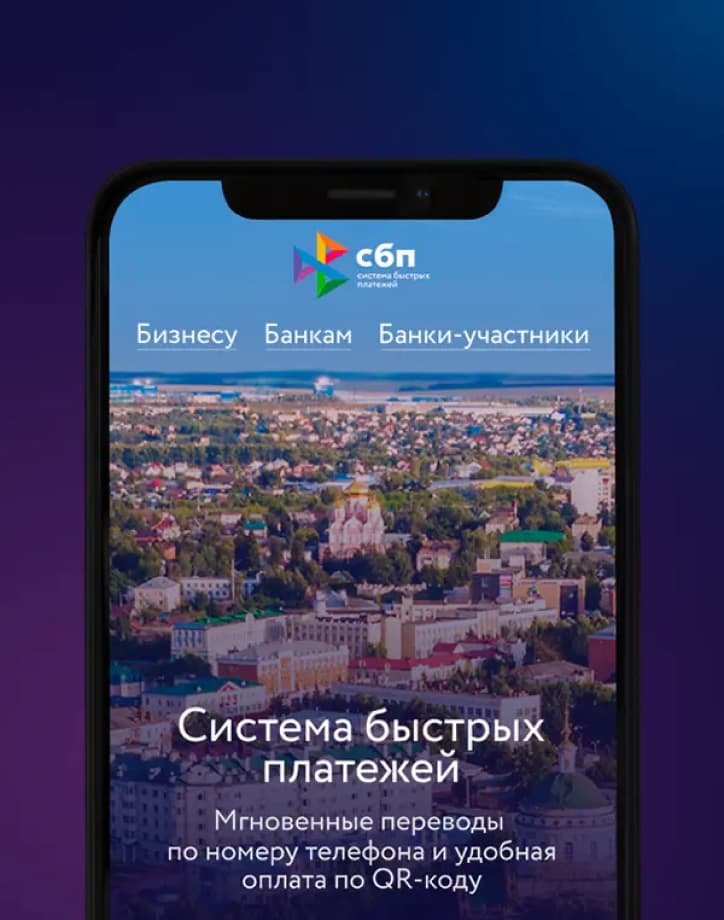 сбп
система быстрых
платежей
Бизнесу Банкам Банки-участники
Система быстрых
платежей
Мгновенные переводы
по номеру телефона и удобная
оплата по QR-коду